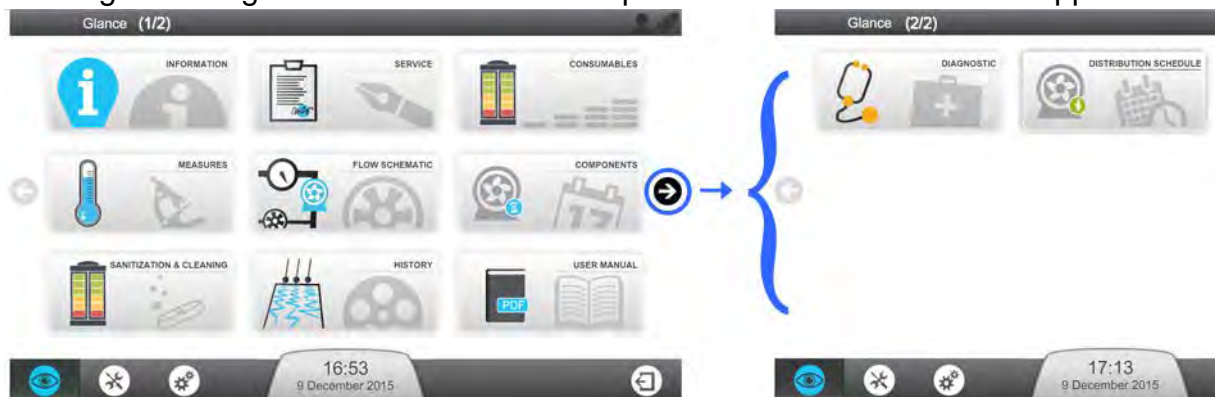 Glance (1/2)
INFORMATION
SERVICE
CONSUMABLES
MEASURES
FLOW SCHEMATIC
COMPONENTS
17
SANITIZATION & CLEANING
HISTORY
USER MANUAL
PDF
16:53
9 December 2015
Glance (2/2)
DIAGNOSTIC
DISTRIBUTION SCHEDULE
17:13
9 December 2015